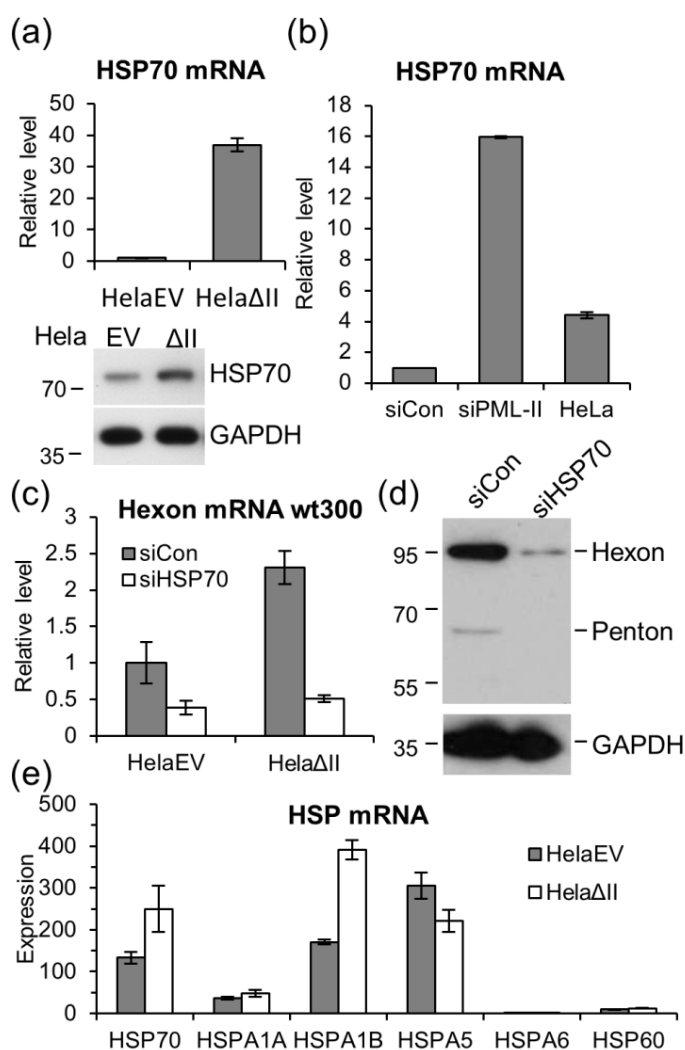 (a)
HSP70 mRNA
Relative level
50
40
30
20
10
0
HelaEV HelaΔII
Hela EV ΔII
70 HSP70
35 GAPDH
(b)
HSP70 mRNA
Relative level
18
16
14
12
10
8
6
4
2
0
siCon siPML-II HeLa
(c)
Hexon mRNA wt300
siCon
siHSP70
Relative level
3
2.5
2
1.5
1
0.5
0
HelaEV HelaΔII
(d)
siCon siHSP70
95 Hexon
70
Penton
55
35 GAPDH
(e)
HSP mRNA
HelaEV
HelaΔII
Expression
500
400
300
200
100
0
HSP70 HSPA1A HSPA1B HSPA5 HSPA6 HSP60